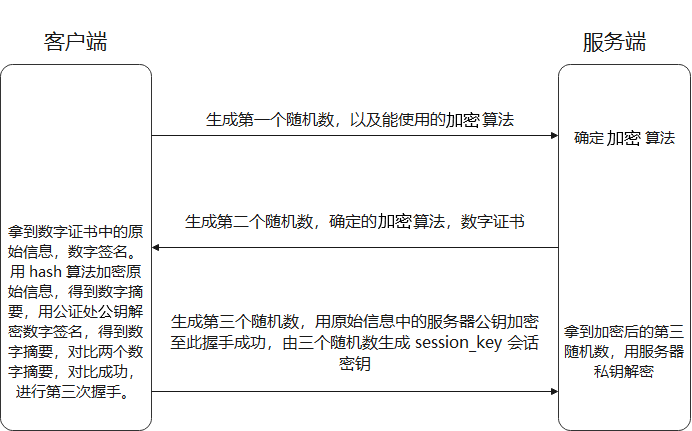 客户端
服务端
生成第一个随机数，以及能使用的加密算法
确定 加密 算法
生成第二个随机数，确定的加密算法，数字证书
拿到数字证书中的原
始信息，数字签名。
用 hash 算法加密原
始信息，得到数字摘
要，用公证处公钥解
密数字签名，得到数
字摘要，对比两个数
字摘要，对比成功，
进行第三次握手。
生成第三个随机数，用原始信息中的服务器公钥加密
至此握手成功，由三个随机数生成 session_key 会话
密钥
拿到加密后的第三
随机数，用服务器
私钥解密